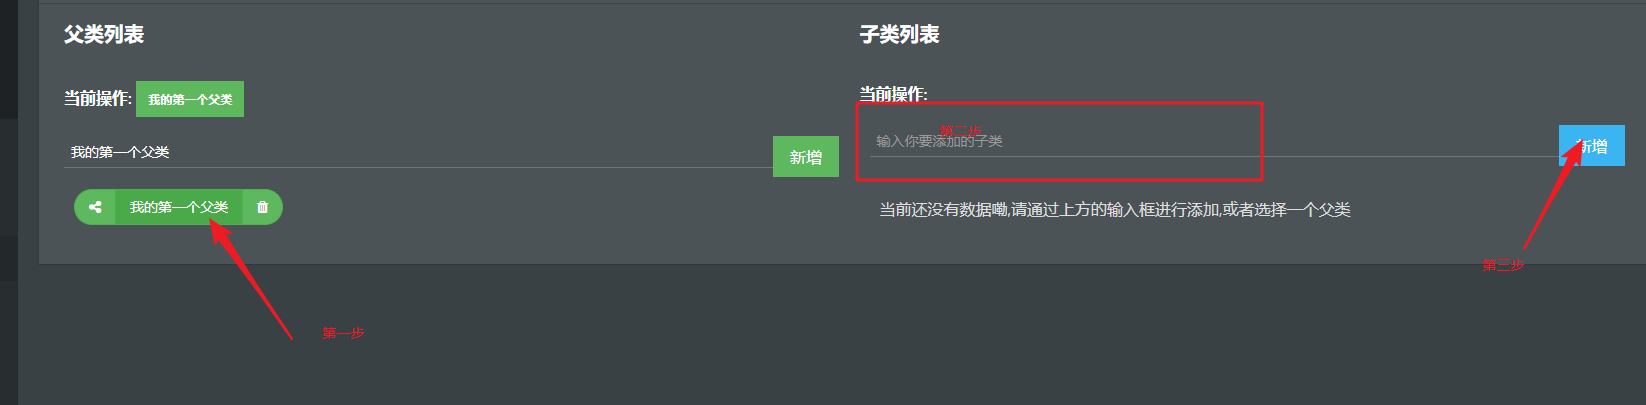 父类列表
当前操作: 我的第一个父类
我的第一个父类
新增
我的第一个父类
第一步
子类列表
当前操作:
第二步
输入你要添加的子类
新增
当前还没有数据嘞,请通过上方的输入框进行添加,或者选择一个父类
第三步